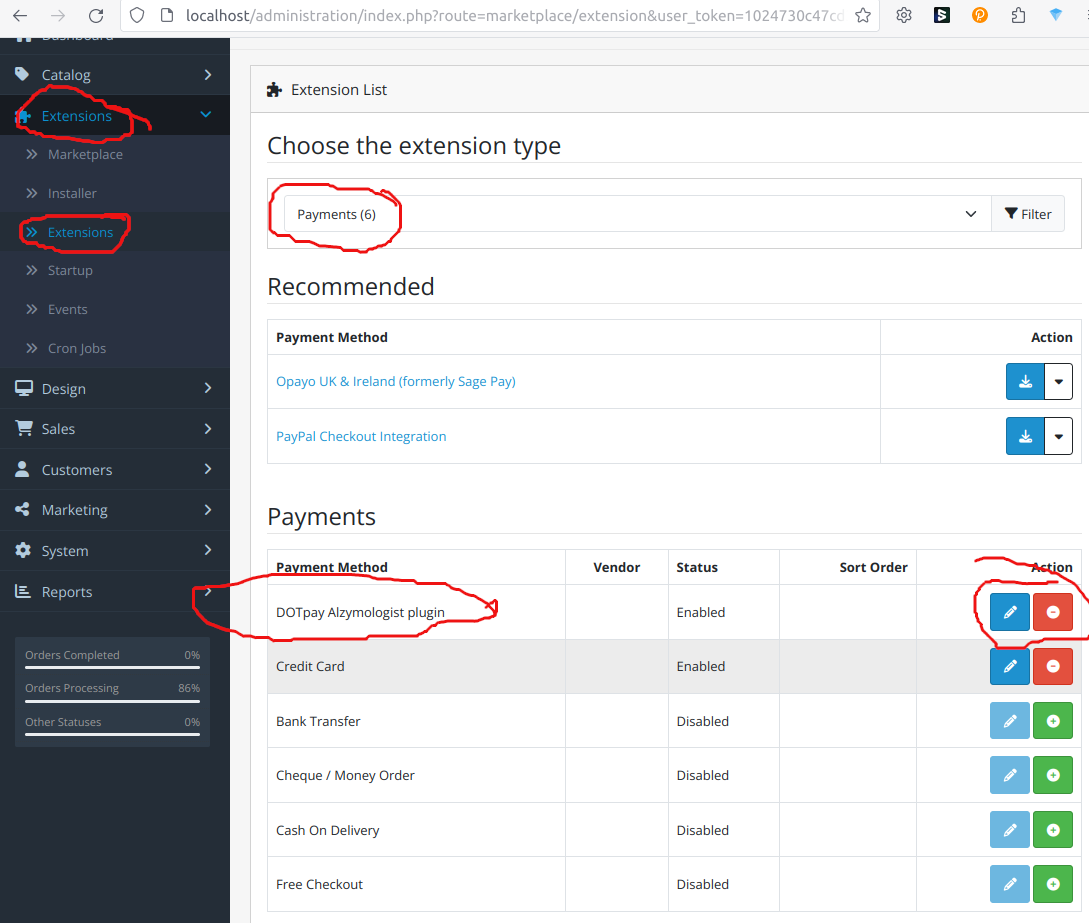 localhost/administration/index.php?route=marketplace/extension&user_token=1024730c47cd
Dashboard
Catalog
Extensions
Marketplace
Installer
Extensions
Startup
Events
Cron Jobs
Design
Sales
Customers
Marketing
System
Reports
Orders Completed 0%
Orders Processing 86%
Other Statuses 0%
Extension List
Choose the extension type
Payments (6)
Filter
Recommended
Payment Method Action
Opayo UK & Ireland (formerly Sage Pay)
PayPal Checkout Integration
Payments
Payment Method Vendor Status Sort Order Action
DOTpay Alzymologist plugin Enabled
Credit Card Enabled
Bank Transfer Disabled
Cheque / Money Order Disabled
Cash On Delivery Disabled
Free Checkout Disabled